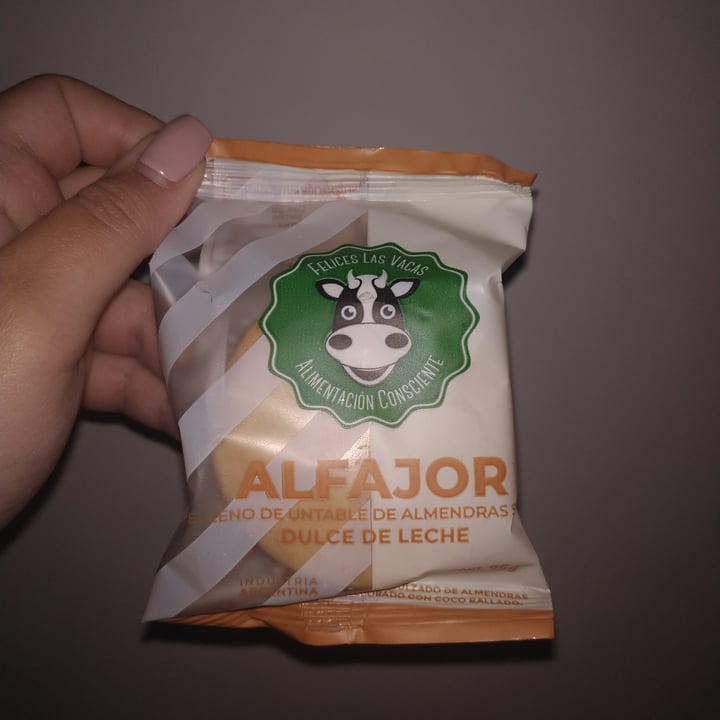 FELICES LAS VACAS
ALIMENTACIÓN CONSCIENTE
ALFAJOR
DE UNTABLE DE ALMENDRAS
DULCE DE LECHE
95g
INDUSTRIA
ARGENTINA
DE ALMENDRAS
CON COCO RALLADO.